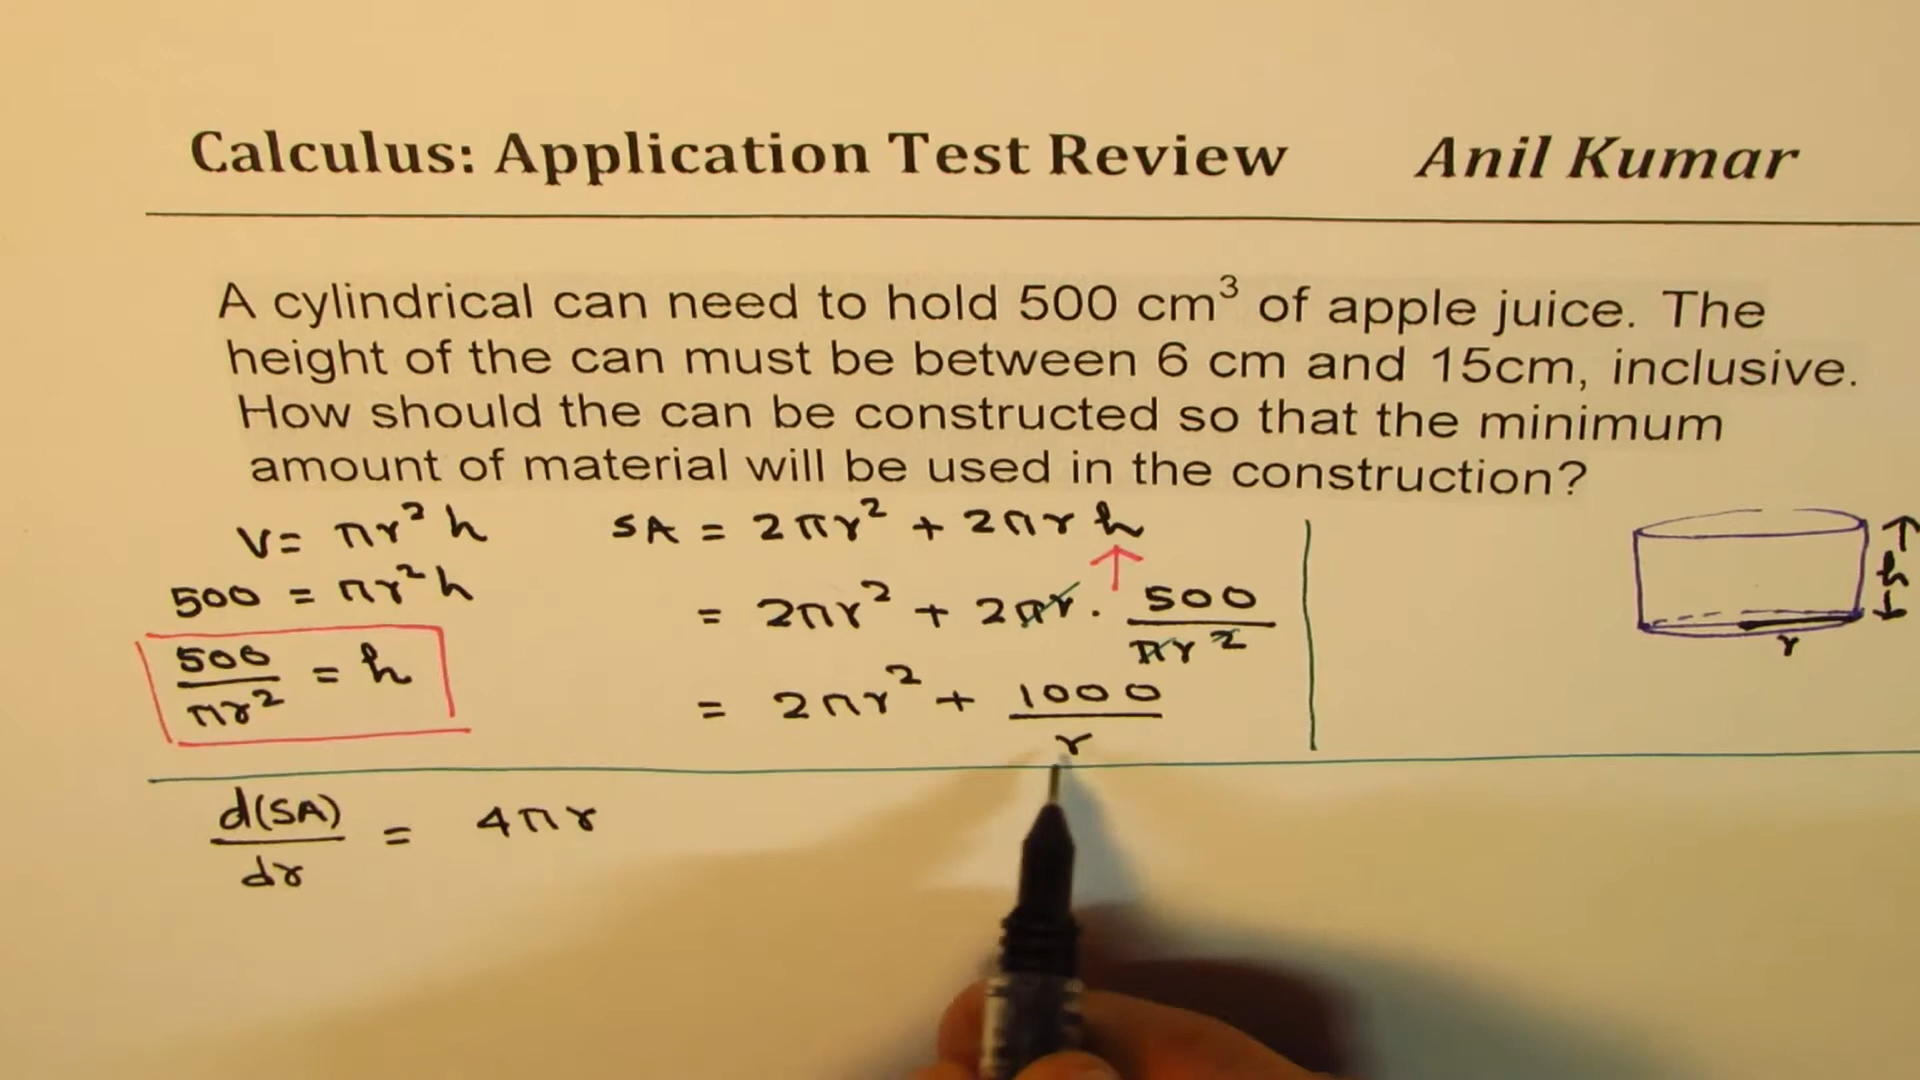 Calculus: Application Test Review Anil Kumar
A cylindrical can need to hold 500 cm³ of apple juice. The
height of the can must be between 6 cm and 15cm, inclusive.
How should the can be constructed so that the minimum
amount of material will be used in the construction?
V = πr²h
500 = πr²h
500/πr² = h
SA = 2πr² + 2πrh
= 2πr² + 2πr · 500/πr²
= 2πr² + 1000/r
h
r
d(SA)/dr = 4πr